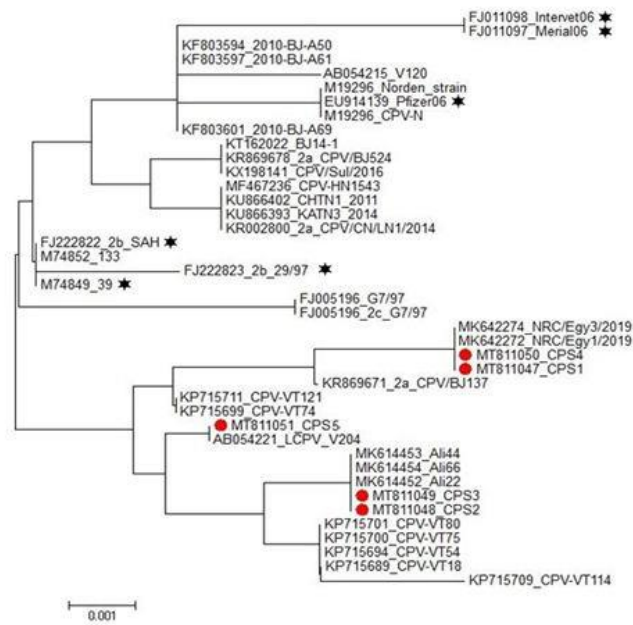 FJ011098_Intervet06
FJ011097_Merial06
KF803594_2010-BJ-A50
KF803597_2010-BJ-A61
AB054215_V120
M19296_Norden_strain
EU914139_Pfizer06
M19296_CPV-N
KF803601_2010-BJ-A69
KT162022_BJ14-1
KR869678_2a_CPV/BJ524
KX198141_CPV/Sul/2016
MF467236_CPV-HN1543
KU866402_CHTN1_2011
KU866393_KATN3_2014
KR002800_2a_CPV/CN/LN1/2014
FJ222822_2b_SAH
M74852_133
FJ222823_2b_29/97
M74849_39
FJ005196_G7/97
FJ005196_2c_G7/97
MK642274_NRC/Egy3/2019
MK642272_NRC/Egy1/2019
MT811050_CPS4
MT811047_CPS1
KR869671_2a_CPV/BJ137
KP715711_CPV-VT121
KP715699_CPV-VT74
MT811051_CPS5
AB054221_LCPV_V204
MK614453_Ali44
MK614454_Ali66
MK614452_Ali22
MT811049_CPS3
MT811048_CPS2
KP715701_CPV-VT80
KP715700_CPV-VT75
KP715694_CPV-VT54
KP715689_CPV-VT18
KP715709_CPV-VT114
0.001